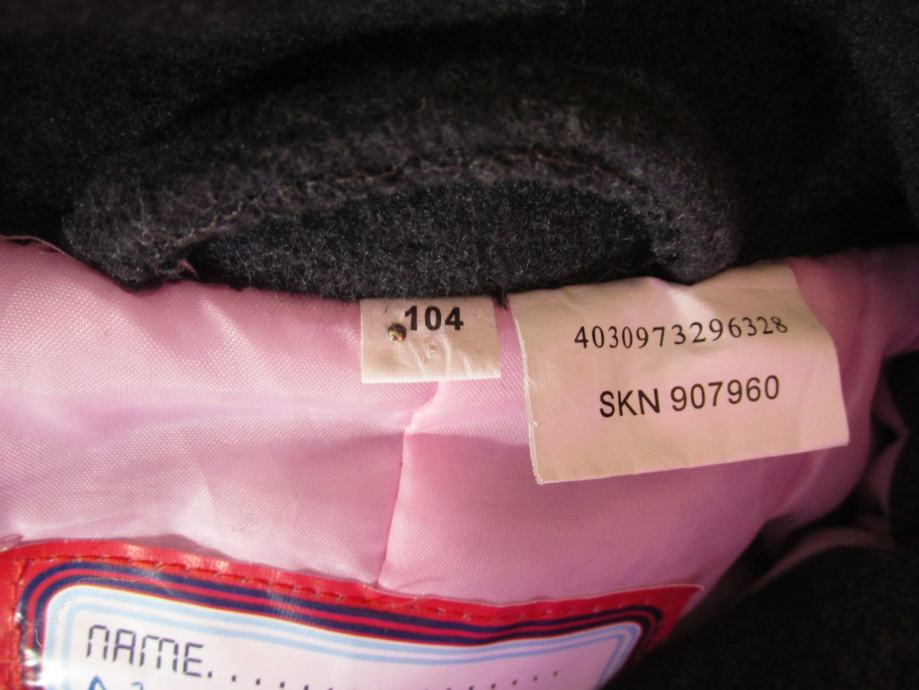 104
4030973296328
SKN 907960
NAME..................